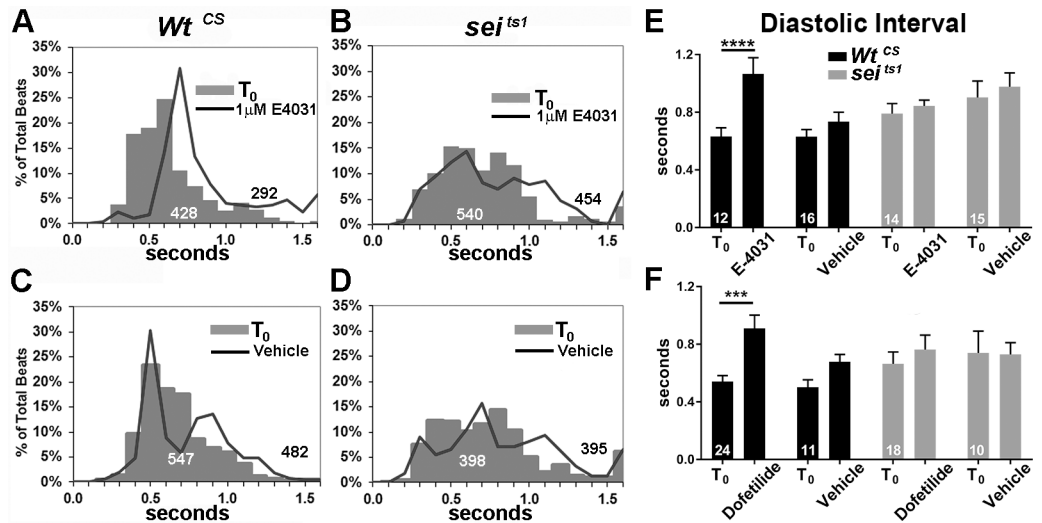 A Wt CS
35%
30%
25%
20%
15%
10%
5%
0%
% of Total Beats
T0
1µM E4031
292
428
0.0 0.5 1.0 1.5
seconds
B sei ts1
35%
30%
25%
20%
15%
10%
5%
0%
T0
1µM E4031
454
540
0.0 0.5 1.0 1.5
seconds
C
35%
30%
25%
20%
15%
10%
5%
0%
% of Total Beats
T0
Vehicle
482
547
0.0 0.5 1.0 1.5
seconds
D
35%
30%
25%
20%
15%
10%
5%
0%
T0
Vehicle
395
398
0.0 0.5 1.0 1.5
seconds
E Diastolic Interval
1.2
0.8
0.4
0.0
seconds
****
Wt CS
sei ts1
12 16 14 15
T0 E-4031 T0 Vehicle T0 E-4031 T0 Vehicle
F
1.2
0.8
0.4
0.0
seconds
***
24 11 18 10
T0 Dofetilide T0 Vehicle T0 Dofetilide T0 Vehicle